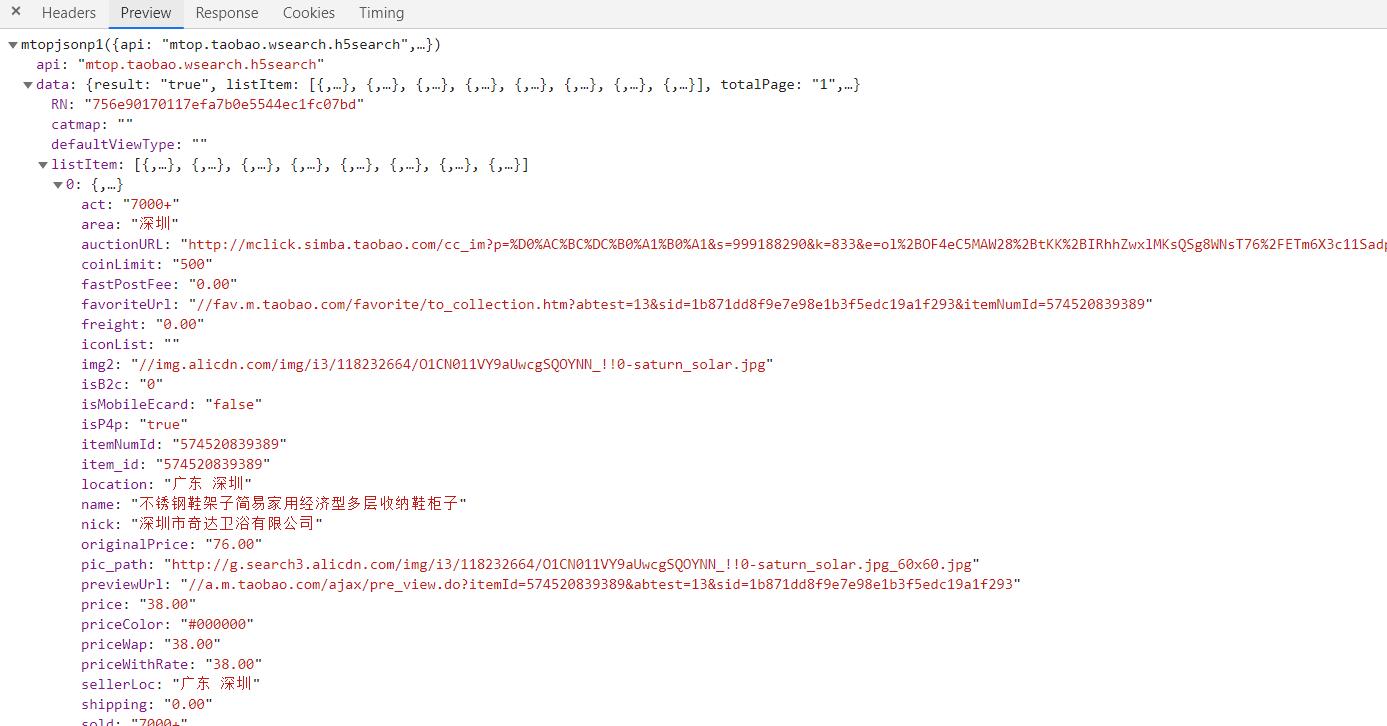 × Headers Preview Response Cookies Timing
▼mtopjsonp1({api: "mtop.taobao.wsearch.h5search",…})
api: "mtop.taobao.wsearch.h5search"
▼data: {result: "true", listItem: [{,…}, {,…}, {,…}, {,…}, {,…}, {,…}, {,…}, {,…}], totalPage: "1",…}
RN: "756e90170117efa7b0e5544ec1fc07bd"
catmap: ""
defaultViewType: ""
▼listItem: [{,…}, {,…}, {,…}, {,…}, {,…}, {,…}, {,…}, {,…}]
▼0: {,…}
act: "7000+"
area: "深圳"
auctionURL: "http://mclick.simba.taobao.com/cc_im?p=%D0%AC%BC%DC%B0%A1%B0%A1&s=999188290&k=833&e=ol%2BOF4eC5MAW28%2BtKK%2BIRhhZwxlMKsQSg8WNsT76%2FETm6X3c11Sadp
coinLimit: "500"
fastPostFee: "0.00"
favoriteUrl: "//fav.m.taobao.com/favorite/to_collection.htm?abtest=13&sid=1b871dd8f9e7e98e1b3f5edc19a1f293&itemNumId=574520839389"
freight: "0.00"
iconList: ""
img2: "//img.alicdn.com/img/i3/118232664/O1CN011VY9aUwcgSQOYNN_!!0-saturn_solar.jpg"
isB2c: "0"
isMobileEcard: "false"
isP4p: "true"
itemNumId: "574520839389"
item_id: "574520839389"
location: "广东 深圳"
name: "不锈钢鞋架子简易家用经济型多层收纳鞋柜子"
nick: "深圳市奇达卫浴有限公司"
originalPrice: "76.00"
pic_path: "http://g.search3.alicdn.com/img/i3/118232664/O1CN011VY9aUwcgSQOYNN_!!0-saturn_solar.jpg_60x60.jpg"
previewUrl: "//a.m.taobao.com/ajax/pre_view.do?itemId=574520839389&abtest=13&sid=1b871dd8f9e7e98e1b3f5edc19a1f293"
price: "38.00"
priceColor: "#000000"
priceWap: "38.00"
priceWithRate: "38.00"
sellerLoc: "广东 深圳"
shipping: "0.00"
sold: "7000+"